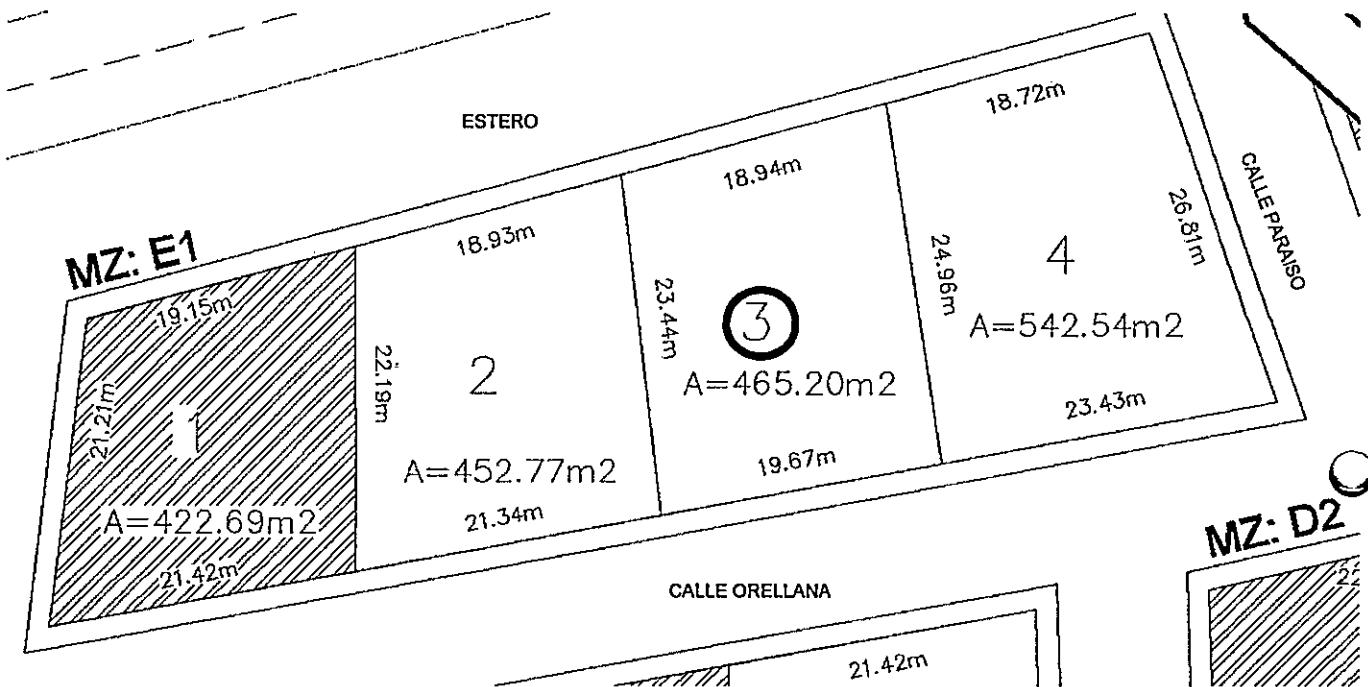 ESTERO
CALLE PARAISO
MZ: E1
19.15m
21.21m
1
A=422.69m2
21.42m
22.19m
18.93m
2
A=452.77m2
21.34m
23.44m
18.94m
3
A=465.20m2
19.67m
24.96m
18.72m
4
A=542.54m2
26.81m
23.43m
CALLE ORELLANA
21.42m
MZ: D2
22